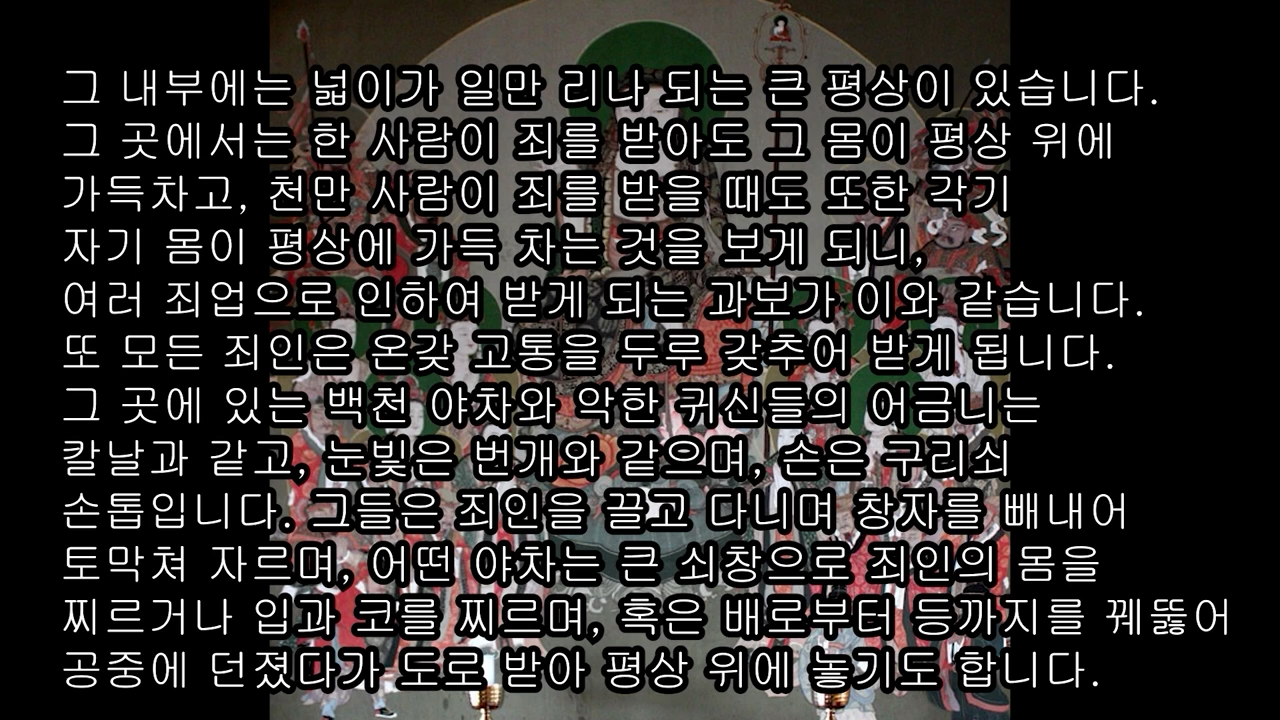 그 내부에는 넓이가 일만 리나 되는 큰 평상이 있습니다.
그 곳에서는 한 사람이 죄를 받아도 그 몸이 평상 위에
가득차고, 천만 사람이 죄를 받을 때도 또한 각기
자기 몸이 평상에 가득 차는 것을 보게 되니,
여러 죄업으로 인하여 받게 되는 과보가 이와 같습니다.
또 모든 죄인은 온갖 고통을 두루 갖추어 받게 됩니다.
그 곳에 있는 백천 야차와 악한 귀신들의 어금니는
칼날과 같고, 눈빛은 번개와 같으며, 손은 구리쇠
손톱입니다. 그들은 죄인을 끌고 다니며 창자를 빼내어
토막쳐 자르며, 어떤 야차는 큰 쇠창으로 죄인의 몸을
찌르거나 입과 코를 찌르며, 혹은 배로부터 등까지를 꿰뚫어
공중에 던졌다가 도로 받아 평상 위에 놓기도 합니다.